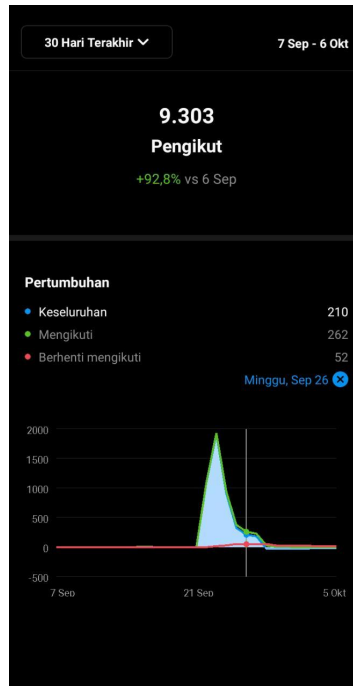 30 Hari Terakhir
7 Sep - 6 Okt
9.303
Pengikut
+92,8% vs 6 Sep
Pertumbuhan
Keseluruhan 210
Mengikuti 262
Berhenti mengikuti 52
Minggu, Sep 26
2000
1500
1000
500
0
-500
7 Sep 21 Sep 5 Okt